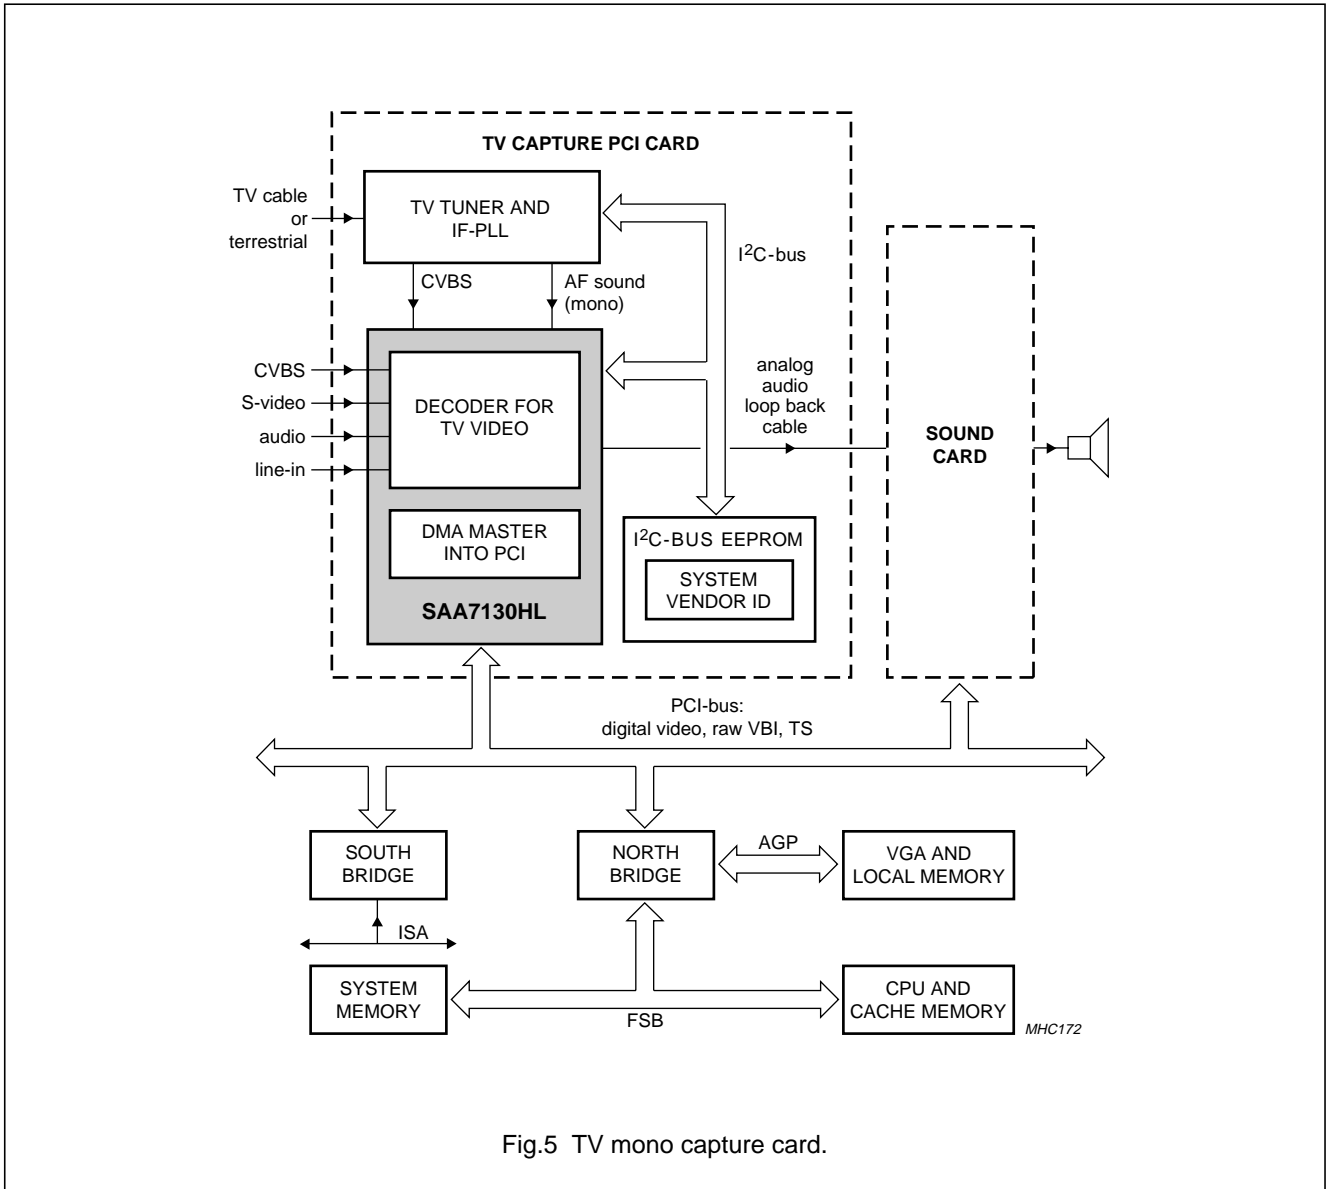 TV CAPTURE PCI CARD
TV cable
or
terrestrial
TV TUNER AND
IF-PLL
I²C-bus
CVBS
AF sound
(mono)
CVBS
S-video
audio
line-in
DECODER FOR
TV VIDEO
analog
audio
loop back
cable
SOUND
CARD
DMA MASTER
INTO PCI
SAA7130HL
I²C-BUS EEPROM
SYSTEM
VENDOR ID
PCI-bus:
digital video, raw VBI, TS
SOUTH
BRIDGE
NORTH
BRIDGE
AGP
VGA AND
LOCAL MEMORY
ISA
SYSTEM
MEMORY
FSB
CPU AND
CACHE MEMORY
MHC172
Fig.5 TV mono capture card.